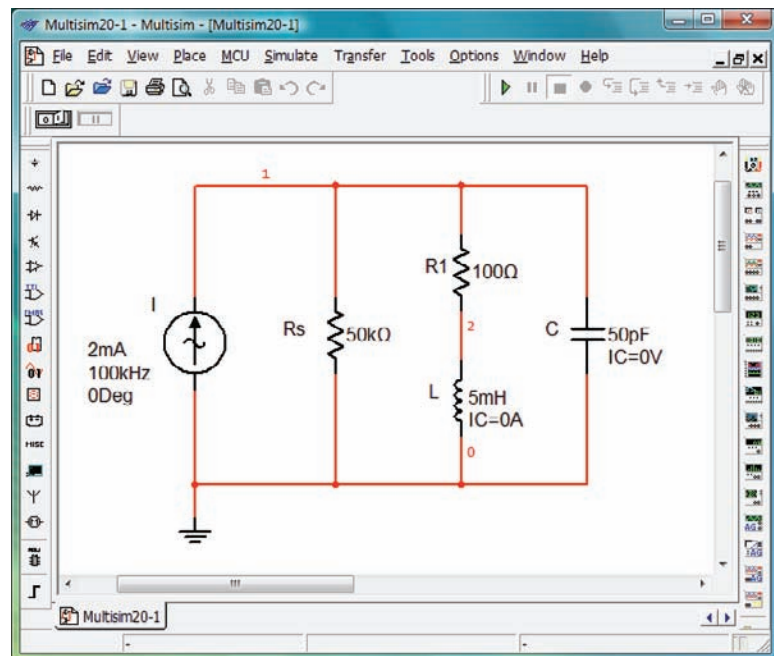 Multisim20-1 - Multisim - [Multisim20-1]
File Edit View Place MCU Simulate Transfer Tools Options Window Help
1
I
2mA
100kHz
0Deg
Rs
50kΩ
R1
100Ω
2
L
5mH
IC=0A
0
C
50pF
IC=0V
MISC
Multisim20-1